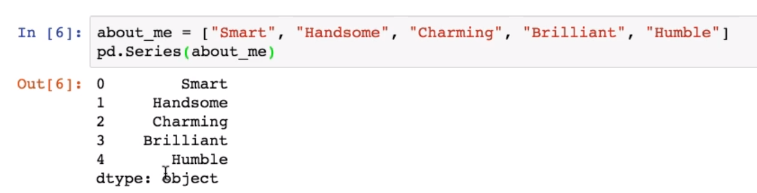 In [6]: about_me = ["Smart", "Handsome", "Charming", "Brilliant", "Humble"]
pd.Series(about_me)
Out[6]: 0 Smart
1 Handsome
2 Charming
3 Brilliant
4 Humble
dtype: object